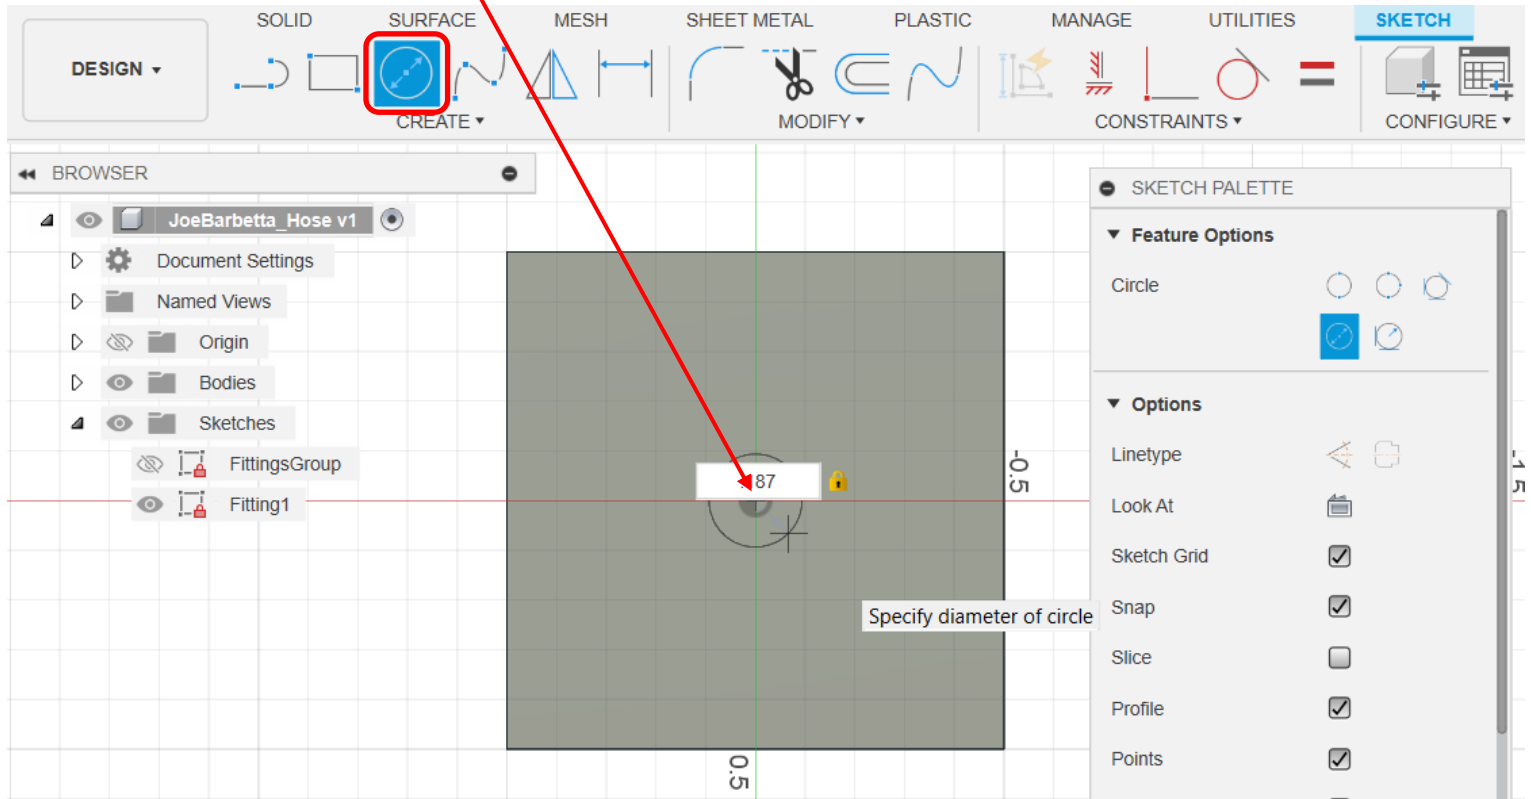 SOLID SURFACE MESH SHEET METAL PLASTIC MANAGE UTILITIES SKETCH
DESIGN ▾
CREATE ▾ MODIFY ▾ CONSTRAINTS ▾ CONFIGURE ▾
BROWSER
JoeBarbetta_Hose v1
Document Settings
Named Views
Origin
Bodies
Sketches
FittingsGroup
Fitting1
87
-0.5
0.5
Specify diameter of circle
SKETCH PALETTE
Feature Options
Circle
Options
Linetype
Look At
Sketch Grid
Snap
Slice
Profile
Points